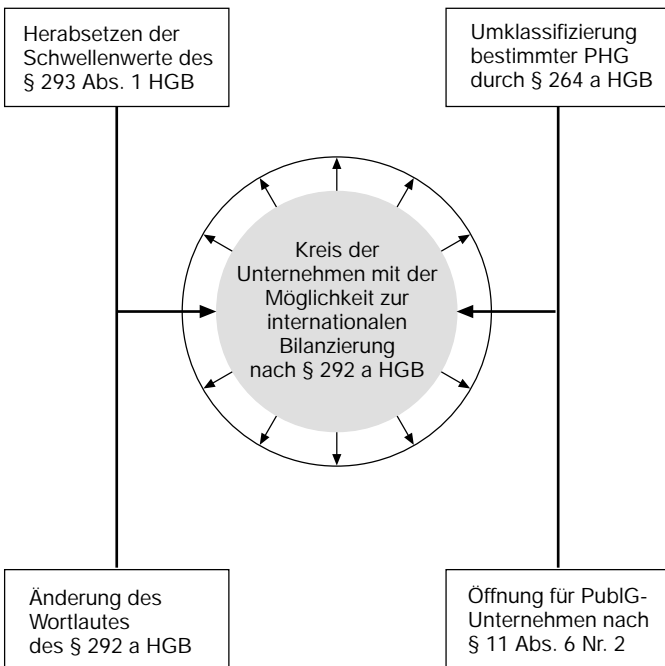 Herabsetzen der
Schwellenwerte des
§ 293 Abs. 1 HGB
Umklassifizierung
bestimmter PHG
durch § 264 a HGB
Kreis der
Unternehmen mit der
Möglichkeit zur
internationalen
Bilanzierung
nach § 292 a HGB
Änderung des
Wortlautes
des § 292 a HGB
Öffnung für PublG-
Unternehmen nach
§ 11 Abs. 6 Nr. 2